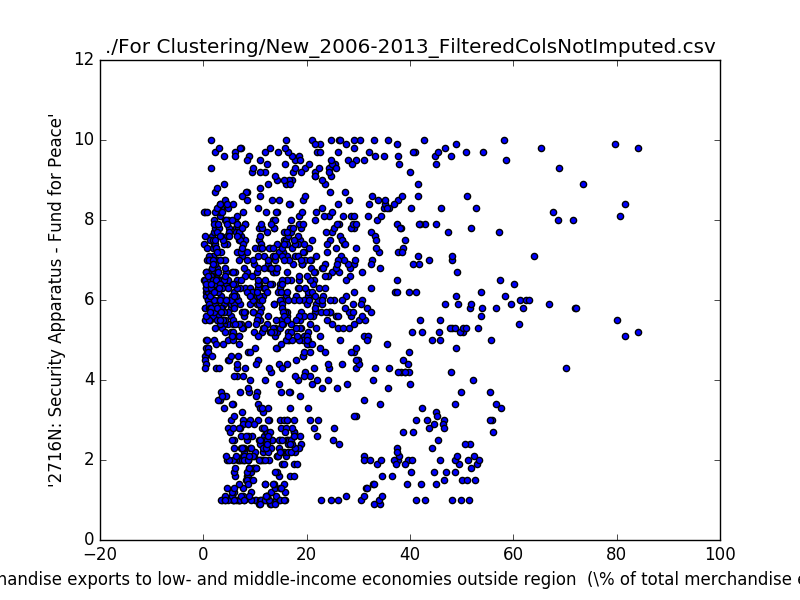 ./For Clustering/New_2006-2013_FilteredColsNotImputed.csv
12
10
8
6
4
2
0
'2716N: Security Apparatus - Fund for Peace'
−20 0 20 40 60 80 100
exports to low- and middle-income economies outside region (\% of total merchandise